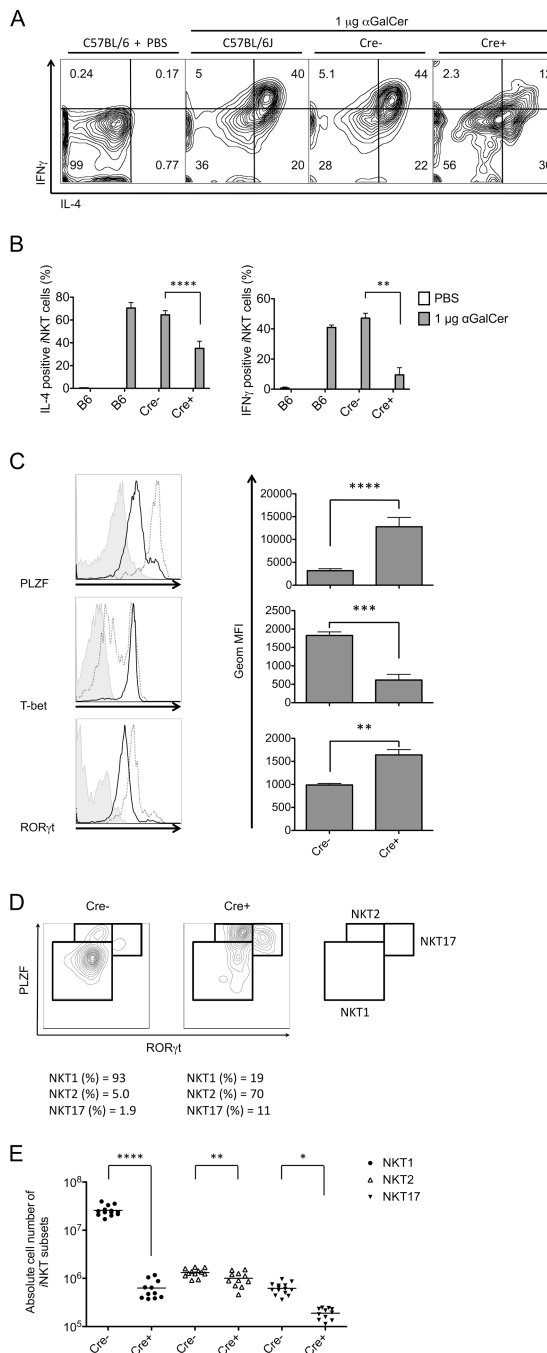 A
1 μg αGalCer
C57BL/6 + PBS C57BL/6J Cre- Cre+
0.24 0.17 5 40 5.1 44 2.3
99 0.77 36 20 28 22 56
IFNγ
IL-4
B
IL-4 positive iNKT cells (%)
80
60
40
20
0
****
B6 B6 Cre- Cre+
IFNγ positive iNKT cells (%)
60
40
20
0
**
B6 B6 Cre- Cre+
PBS
1 μg αGalCer
C
PLZF
T-bet
RORγt
Geom MFI
20000
15000
10000
5000
0
****
2000
1500
1000
500
0
***
2000
1500
1000
500
0
**
Cre- Cre+
D
Cre- Cre+
PLZF
RORγt
NKT2
NKT17
NKT1
NKT1 (%) = 93 NKT1 (%) = 19
NKT2 (%) = 5.0 NKT2 (%) = 70
NKT17 (%) = 1.9 NKT17 (%) = 11
E
Absolute cell number of
iNKT subsets
10⁸
10⁷
10⁶
10⁵
**** ** *
Cre- Cre+ Cre- Cre+ Cre- Cre+
NKT1
NKT2
NKT17